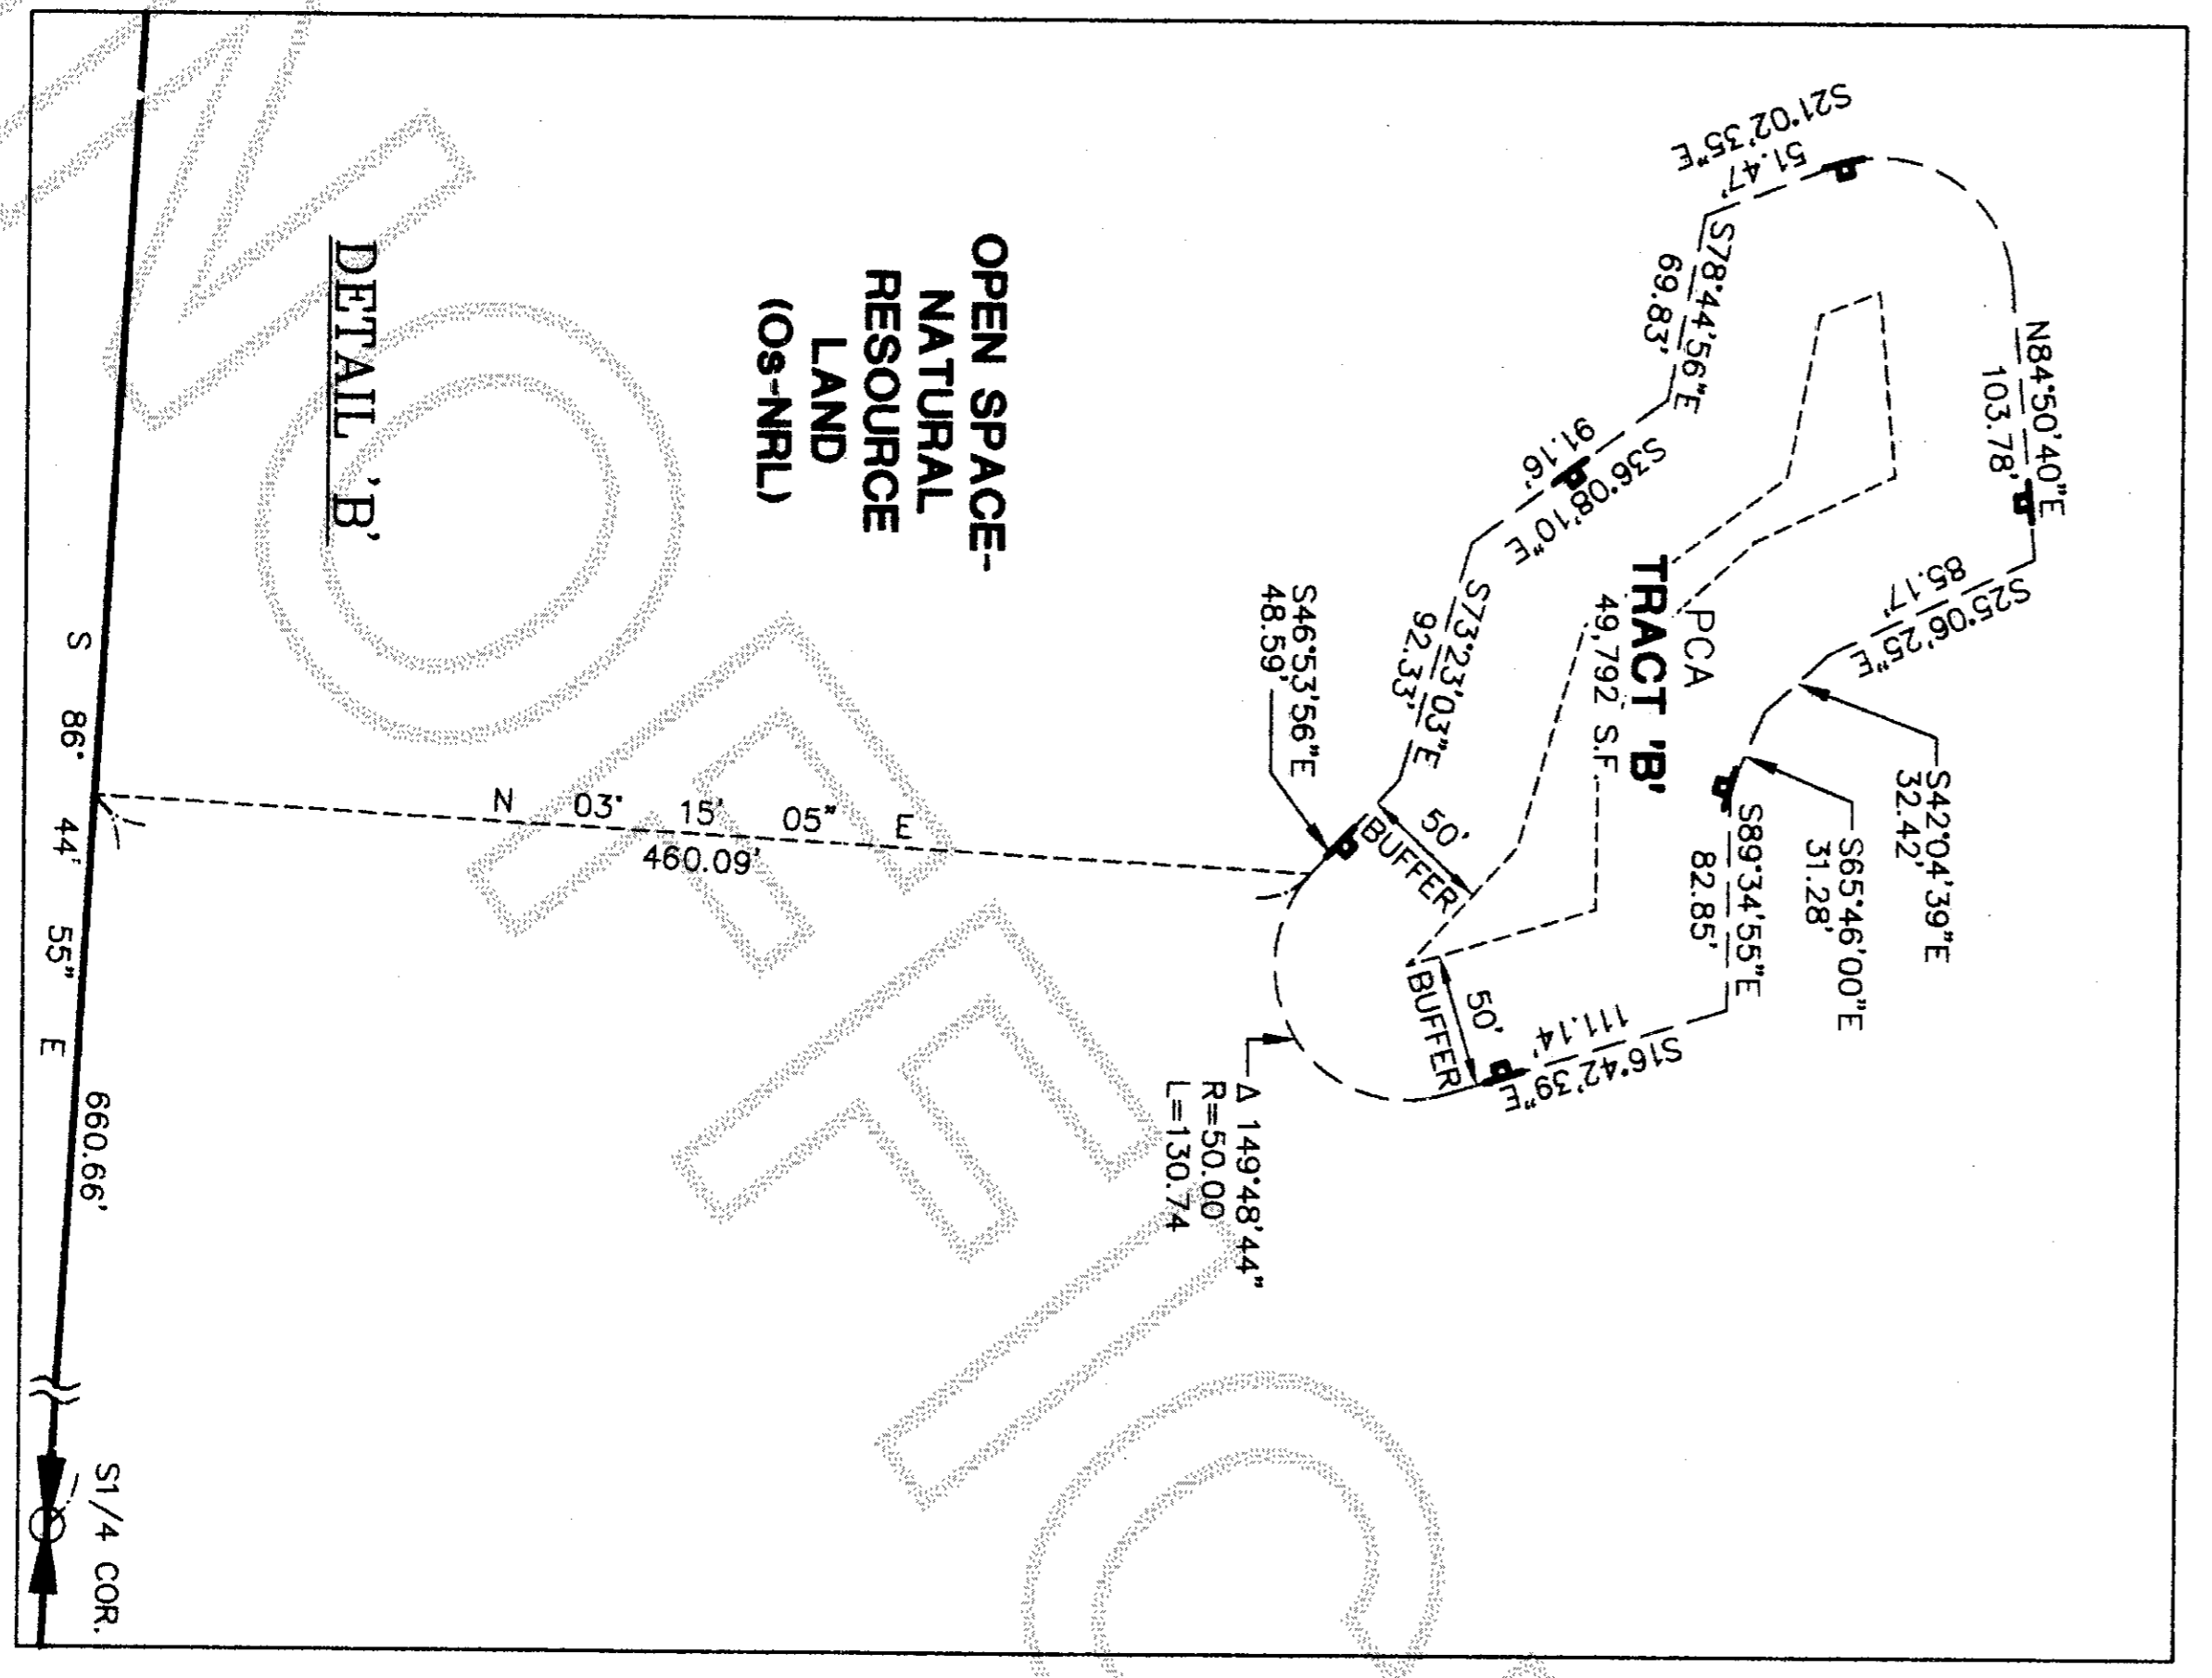 S21°02'35"E
51.47'
N84°50'40"E
103.78'
S78°44'56"E
69.83'
S25°06'25"E
85.17'
S36°08'10"E
91.16'
PCA
TRACT 'B'
49,792 S.F.
S42°04'39"E
32.42'
S65°46'00"E
31.28'
S89°34'55"E
82.85'
S73°23'03"E
92.33'
S46°53'56"E
48.59'
50'
BUFFER
50'
BUFFER
S16°42'39"E
111.14'
Δ 149°48'44"
R=50.00
L=130.74
OPEN SPACE-
NATURAL
RESOURCE
LAND
(Os-NRL)
N 03° 15' 05" E
460.09'
DETAIL 'B'
S 86° 44' 55" E 660.66'
S1/4 COR.